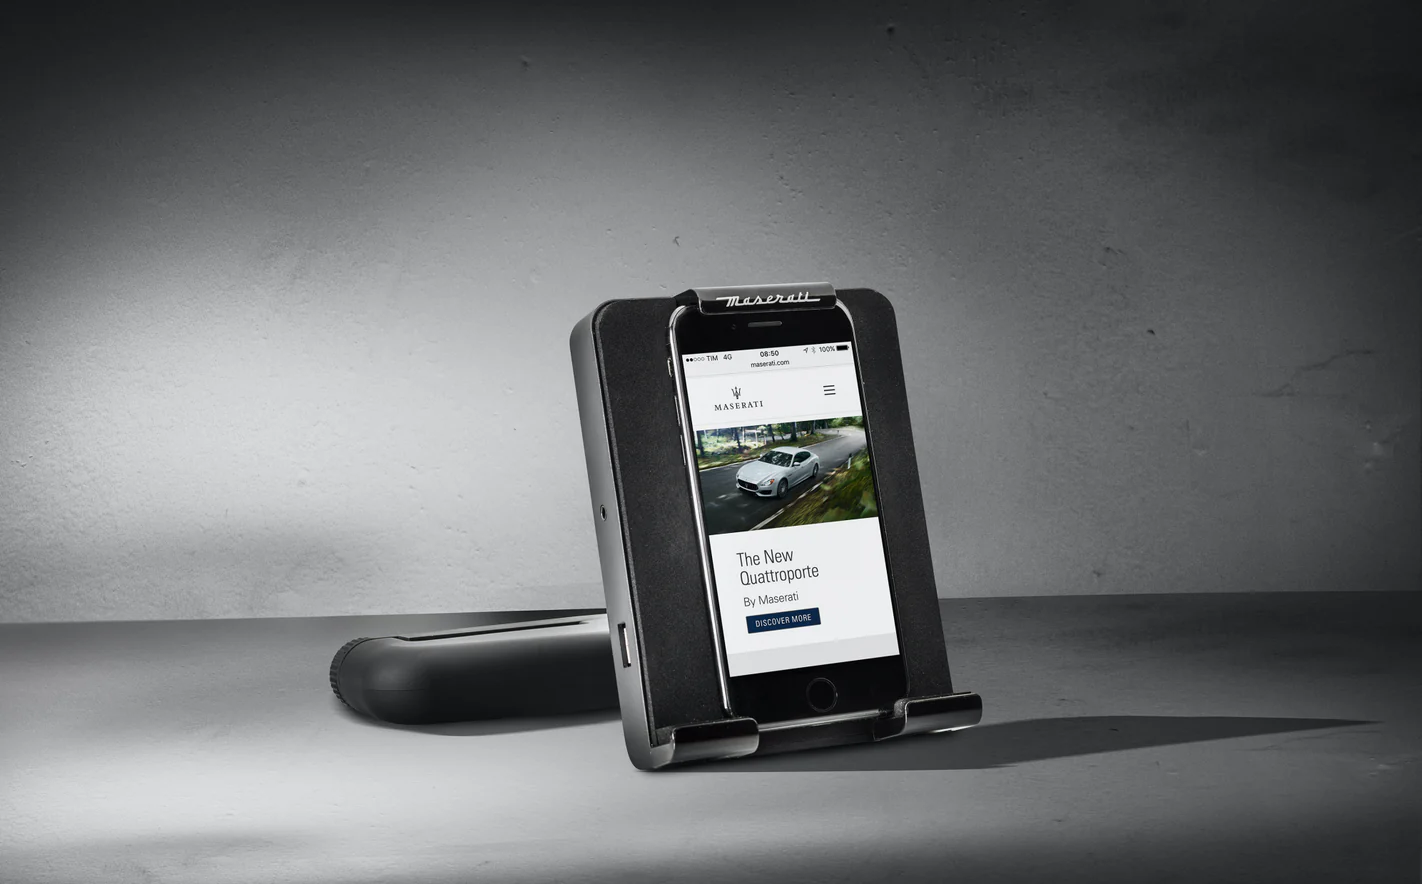 Maserati
TIM 4G 08:50 100%
maserati.com
MASERATI
The New
Quattroporte
By Maserati
DISCOVER MORE